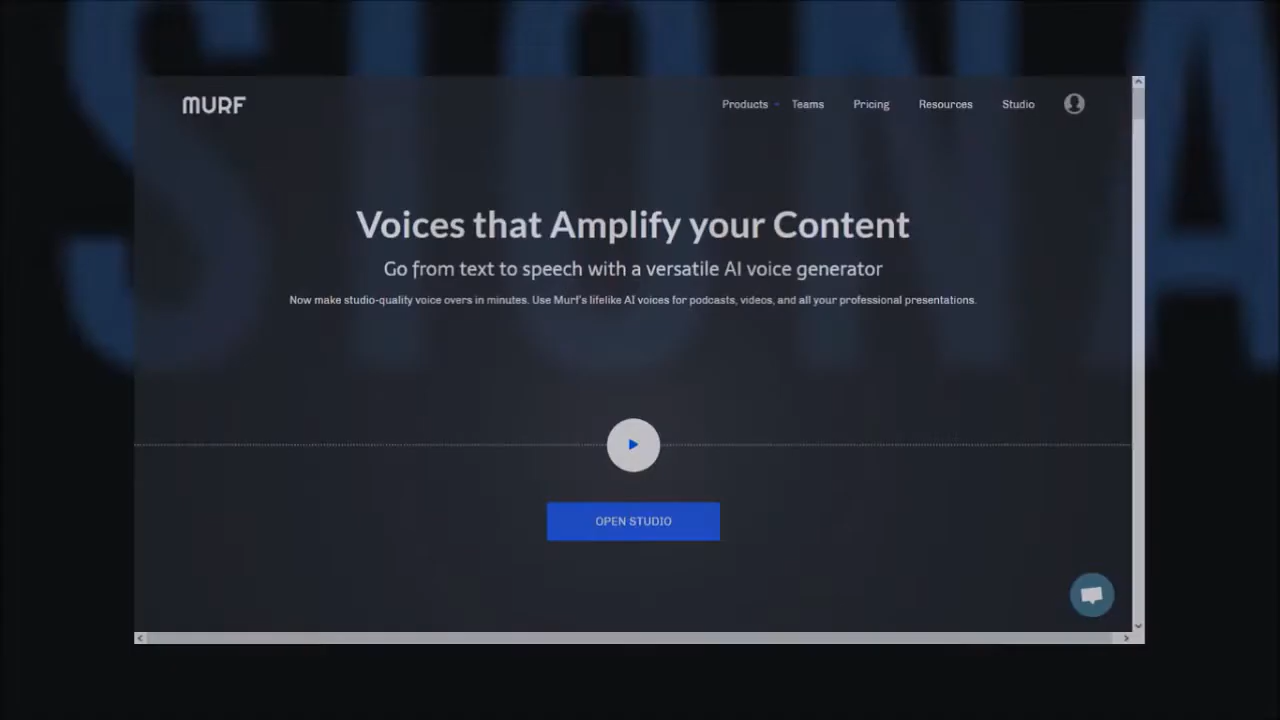 SIONA
MURF
Products Teams Pricing Resources Studio
Voices that Amplify your Content
Go from text to speech with a versatile AI voice generator
Now make studio-quality voice overs in minutes. Use Murf's lifelike AI voices for podcasts, videos, and all your professional presentations.
OPEN STUDIO